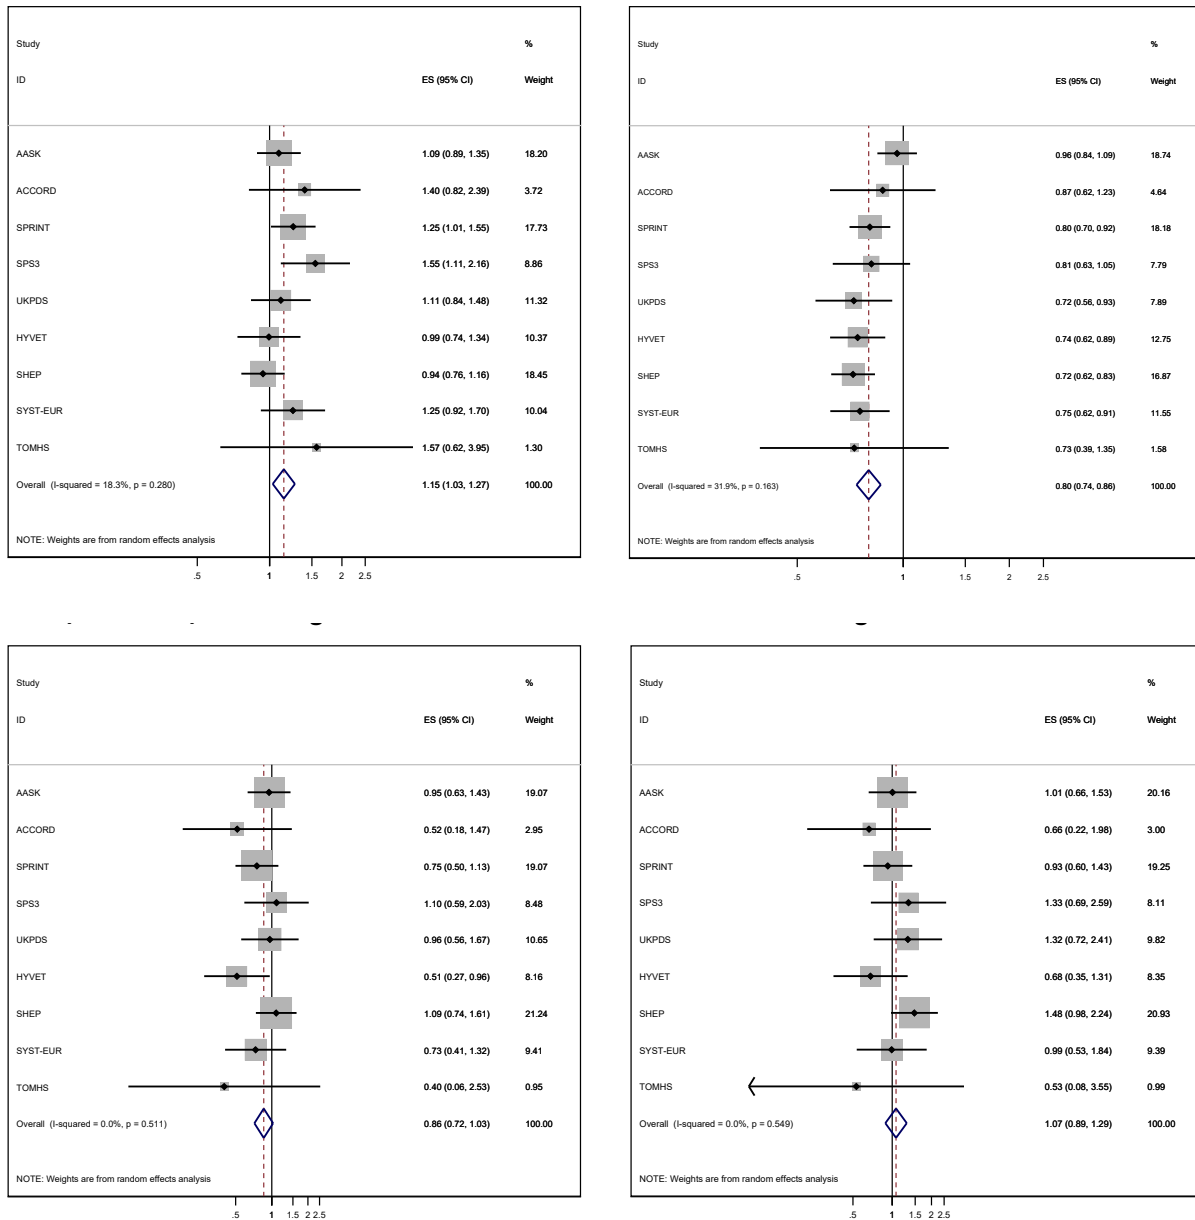 Study %
ID ES (95% CI) Weight
AASK 1.09 (0.89, 1.35) 18.20
ACCORD 1.40 (0.82, 2.39) 3.72
SPRINT 1.25 (1.01, 1.55) 17.73
SPS3 1.55 (1.11, 2.16) 8.86
UKPDS 1.11 (0.84, 1.48) 11.32
HYVET 0.99 (0.74, 1.34) 10.37
SHEP 0.94 (0.76, 1.16) 18.45
SYST-EUR 1.25 (0.92, 1.70) 10.04
TOMHS 1.57 (0.62, 3.95) 1.30
Overall (I-squared = 18.3%, p = 0.280) 1.15 (1.03, 1.27) 100.00
NOTE: Weights are from random effects analysis
.5 1 1.5 2 2.5
Study %
ID ES (95% CI) Weight
AASK 0.96 (0.84, 1.09) 18.74
ACCORD 0.87 (0.62, 1.23) 4.64
SPRINT 0.80 (0.70, 0.92) 18.18
SPS3 0.81 (0.63, 1.05) 7.79
UKPDS 0.72 (0.56, 0.93) 7.89
HYVET 0.74 (0.62, 0.89) 12.75
SHEP 0.72 (0.62, 0.83) 16.87
SYST-EUR 0.75 (0.62, 0.91) 11.55
TOMHS 0.73 (0.39, 1.35) 1.58
Overall (I-squared = 31.9%, p = 0.163) 0.80 (0.74, 0.86) 100.00
NOTE: Weights are from random effects analysis
.5 1 1.5 2 2.5
Study %
ID ES (95% CI) Weight
AASK 0.95 (0.63, 1.43) 19.07
ACCORD 0.52 (0.18, 1.47) 2.95
SPRINT 0.75 (0.50, 1.13) 19.07
SPS3 1.10 (0.59, 2.03) 8.48
UKPDS 0.96 (0.56, 1.67) 10.65
HYVET 0.51 (0.27, 0.96) 8.16
SHEP 1.09 (0.74, 1.61) 21.24
SYST-EUR 0.73 (0.41, 1.32) 9.41
TOMHS 0.40 (0.06, 2.53) 0.95
Overall (I-squared = 0.0%, p = 0.511) 0.86 (0.72, 1.03) 100.00
NOTE: Weights are from random effects analysis
.5 1 1.5 2 2.5
Study %
ID ES (95% CI) Weight
AASK 1.01 (0.66, 1.53) 20.16
ACCORD 0.66 (0.22, 1.98) 3.00
SPRINT 0.93 (0.60, 1.43) 19.25
SPS3 1.33 (0.69, 2.59) 8.11
UKPDS 1.32 (0.72, 2.41) 9.82
HYVET 0.68 (0.35, 1.31) 8.35
SHEP 1.48 (0.98, 2.24) 20.93
SYST-EUR 0.99 (0.53, 1.84) 9.39
TOMHS 0.53 (0.08, 3.55) 0.99
Overall (I-squared = 0.0%, p = 0.549) 1.07 (0.89, 1.29) 100.00
NOTE: Weights are from random effects analysis
.5 1 1.5 2 2.5